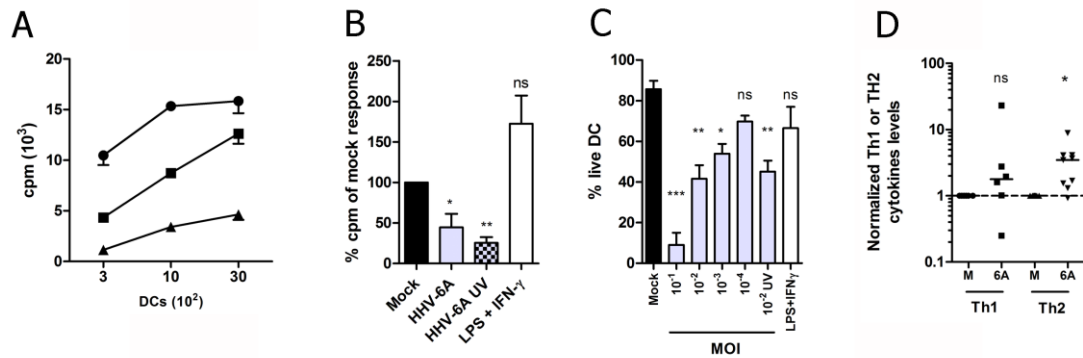 A
cpm (10³)
20
15
10
5
0
3 10 30
DCs (10²)
B
% cpm of mock response
250
200
150
100
50
0
* ** ns
Mock
HHV-6A
HHV-6A UV
LPS + IFN-γ
C
% live DC
100
80
60
40
20
0
*** ** * ns ** ns
Mock
10⁻¹
10⁻²
10⁻³
10⁻⁴
10⁻² UV
LPS+IFNγ
MOI
D
Normalized Th1 or TH2
cytokines levels
100
10
1
0.1
ns *
M 6A M 6A
Th1 Th2